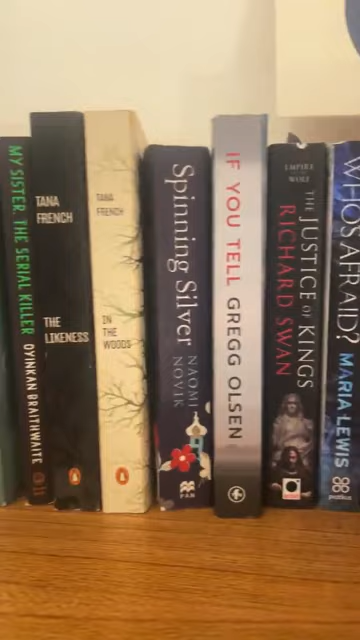 MY SISTER, THE SERIAL KILLER OYINKAN BRAITHWAITE
TANA
FRENCH
THE
LIKENESS
TANA
FRENCH
IN
THE
WOODS
Spinning Silver
NAOMI
NOVIK
PAN
IF YOU TELL GREGG OLSEN
EMPIRE
OF THE
WOLF
THE JUSTICE OF KINGS
RICHARD SWAN
WHO'S AFRAID?
MARIA LEWIS
piatkus